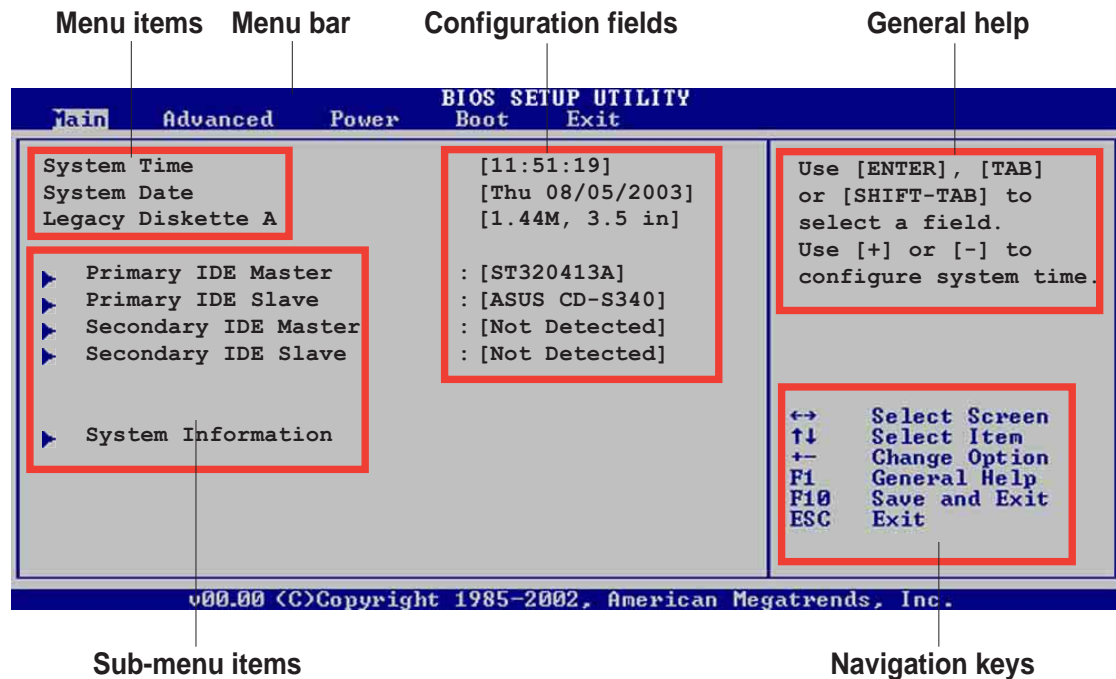 Menu items Menu bar Configuration fields General help
BIOS SETUP UTILITY
Main Advanced Power Boot Exit
System Time [11:51:19]
System Date [Thu 08/05/2003]
Legacy Diskette A [1.44M, 3.5 in]
Primary IDE Master : [ST320413A]
Primary IDE Slave : [ASUS CD-S340]
Secondary IDE Master : [Not Detected]
Secondary IDE Slave : [Not Detected]
System Information
Use [ENTER], [TAB]
or [SHIFT-TAB] to
select a field.
Use [+] or [-] to
configure system time.
←→ Select Screen
↑↓ Select Item
+- Change Option
F1 General Help
F10 Save and Exit
ESC Exit
v00.00 (C)Copyright 1985-2002, American Megatrends, Inc.
Sub-menu items Navigation keys